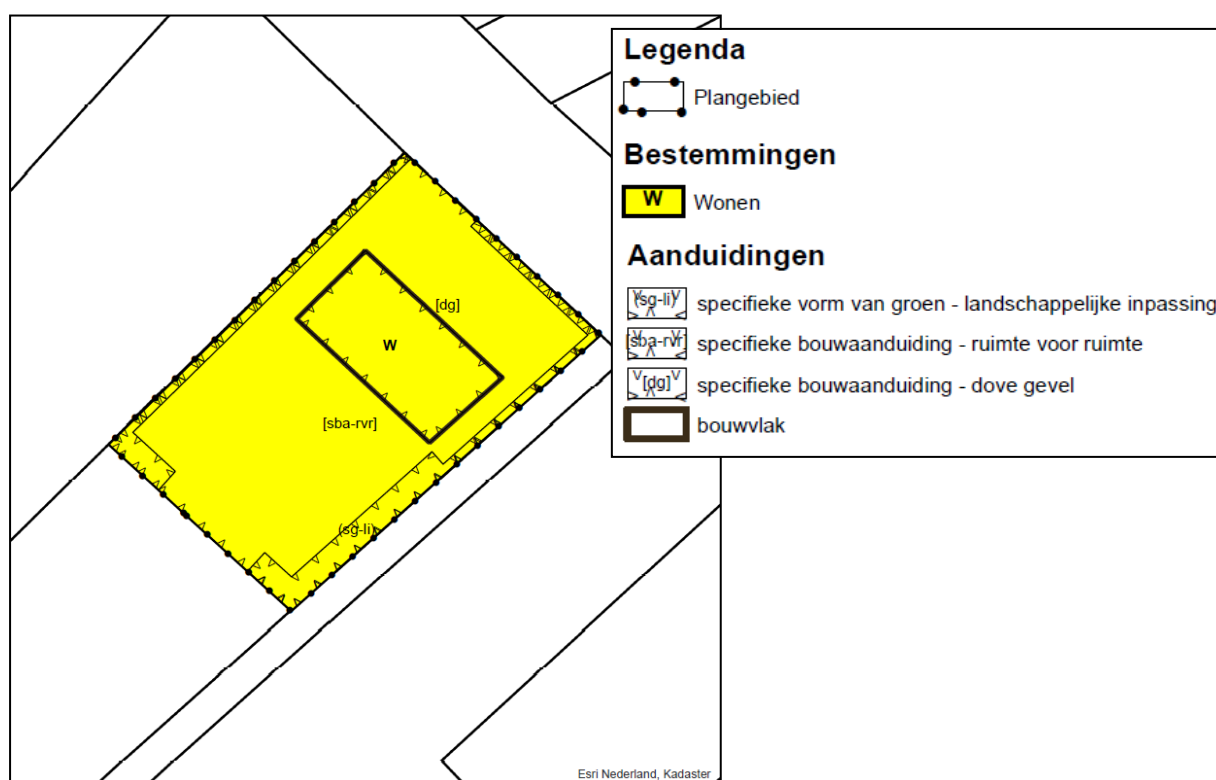 [dg]
W
[sba-rvr]
(sg-li)
Esri Nederland, Kadaster
Legenda
Plangebied
Bestemmingen
W Wonen
Aanduidingen
(sg-li) specifieke vorm van groen - landschappelijke inpassing
[sba-rvr] specifieke bouwaanduiding - ruimte voor ruimte
[dg] specifieke bouwaanduiding - dove gevel
bouwvlak